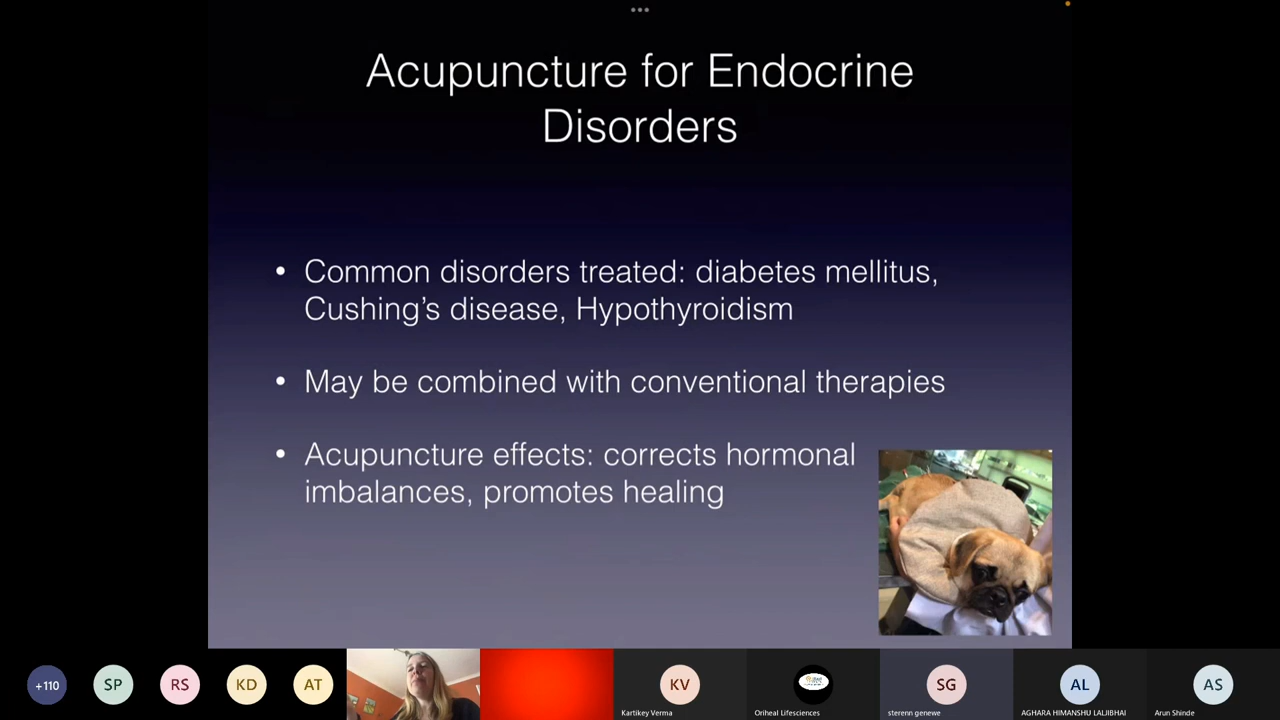 Acupuncture for Endocrine
Disorders
• Common disorders treated: diabetes mellitus,
Cushing's disease, Hypothyroidism
• May be combined with conventional therapies
• Acupuncture effects: corrects hormonal
imbalances, promotes healing
+110
SP
RS
KD
AT
KV
SG
AL
AS
Kartikey Verma
Oriheal Lifesciences
sterenn genewe
AGHARA HIMANSHU LALJIBHAI
Arun Shinde